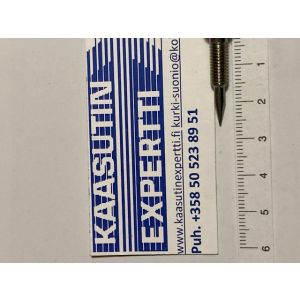 KAASUTIN
EXPERTTI
www.kaasutinexpertti.fi kurki-suonio@ko
Puh. +358 50 523 89 51
1
2
3
4
5
6